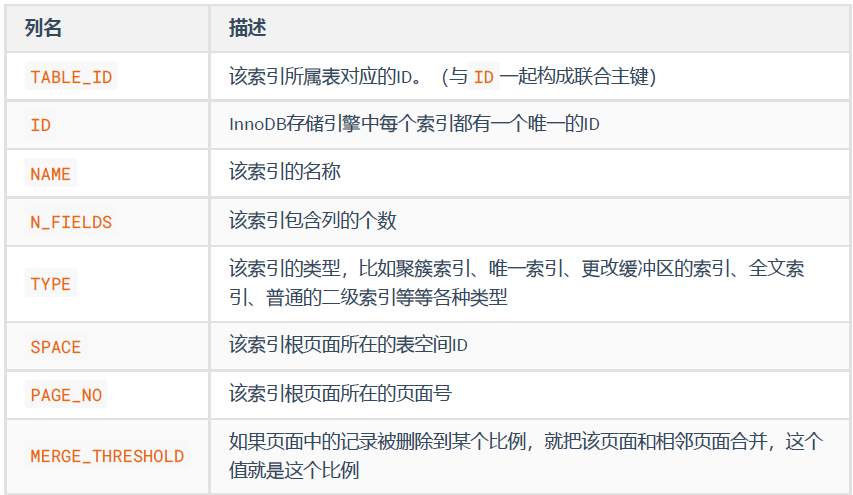 列名 描述
TABLE_ID 该索引所属表对应的ID。（与 ID 一起构成联合主键）
ID InnoDB存储引擎中每个索引都有一个唯一的ID
NAME 该索引的名称
N_FIELDS 该索引包含列的个数
TYPE 该索引的类型，比如聚簇索引、唯一索引、更改缓冲区的索引、全文索
引、普通的二级索引等等各种类型
SPACE 该索引根页面所在的表空间ID
PAGE_NO 该索引根页面所在的页面号
MERGE_THRESHOLD 如果页面中的记录被删除到某个比例，就把该页面和相邻页面合并，这个
值就是这个比例